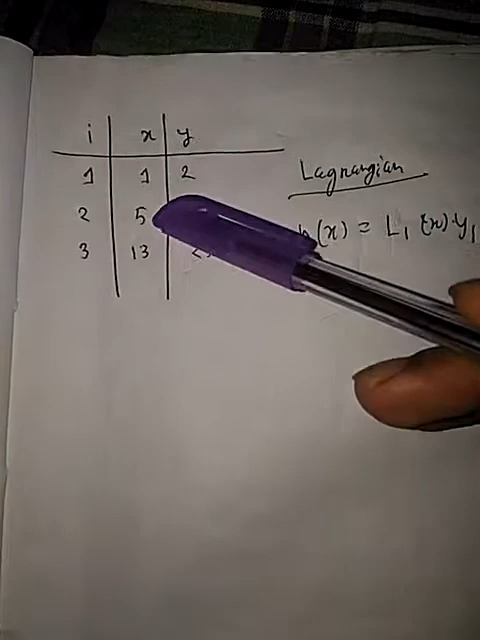 i x y
1 1 2
2 5
3 13
Lagrangian
(x) = L₁(x).y₁